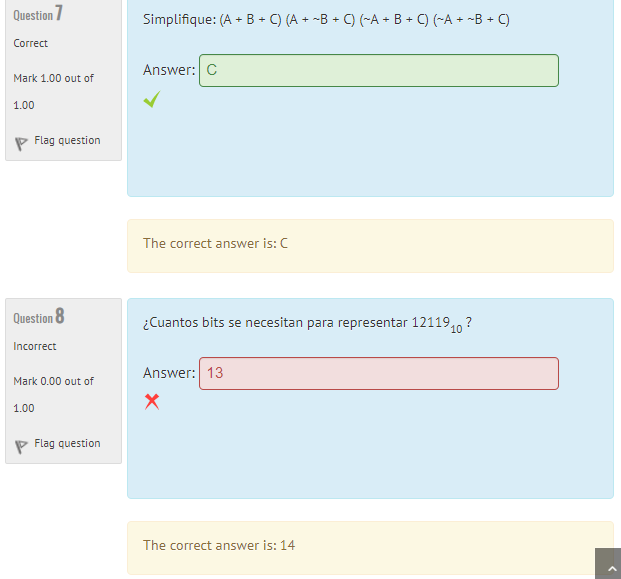 Question 7
Correct
Mark 1.00 out of
1.00
Flag question
Simplifique: (A + B + C) (A + ~B + C) (~A + B + C) (~A + ~B + C)
Answer: C
The correct answer is: C
Question 8
Incorrect
Mark 0.00 out of
1.00
Flag question
¿Cuantos bits se necesitan para representar 12119₁₀ ?
Answer: 13
The correct answer is: 14